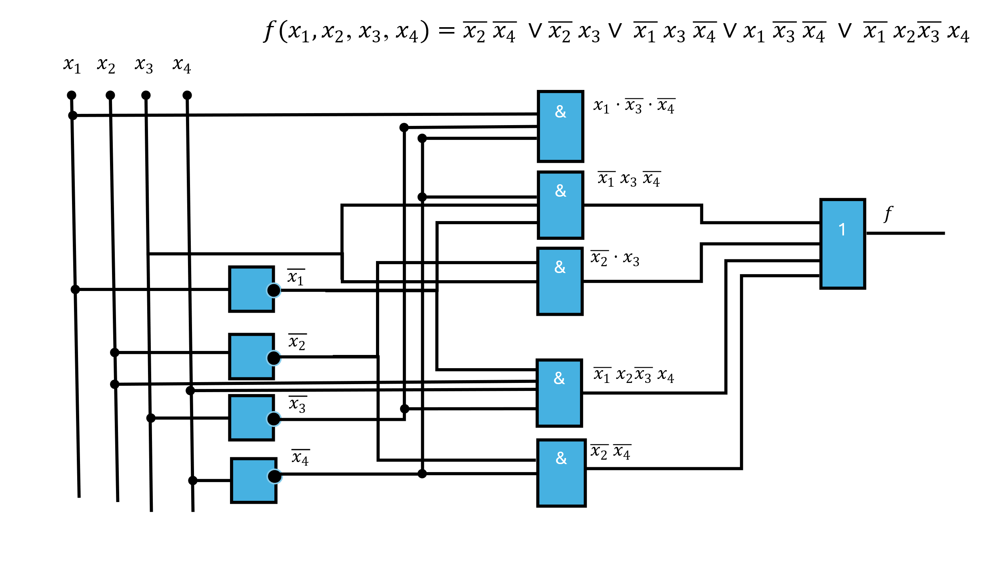 f(x₁, x₂, x₃, x₄) = x̅₂ x̅₄ ∨ x̅₂ x₃ ∨ x̅₁ x₃ x̅₄ ∨ x₁ x̅₃ x̅₄ ∨ x̅₁ x₂ x̅₃ x₄
x₁ x₂ x₃ x₄
& x₁ · x̅₃ · x̅₄
& x̅₁ x₃ x̅₄
1 f
& x̅₂ · x₃
x̅₁
x̅₂
& x̅₁ x₂ x̅₃ x₄
x̅₃
& x̅₂ x̅₄
x̅₄